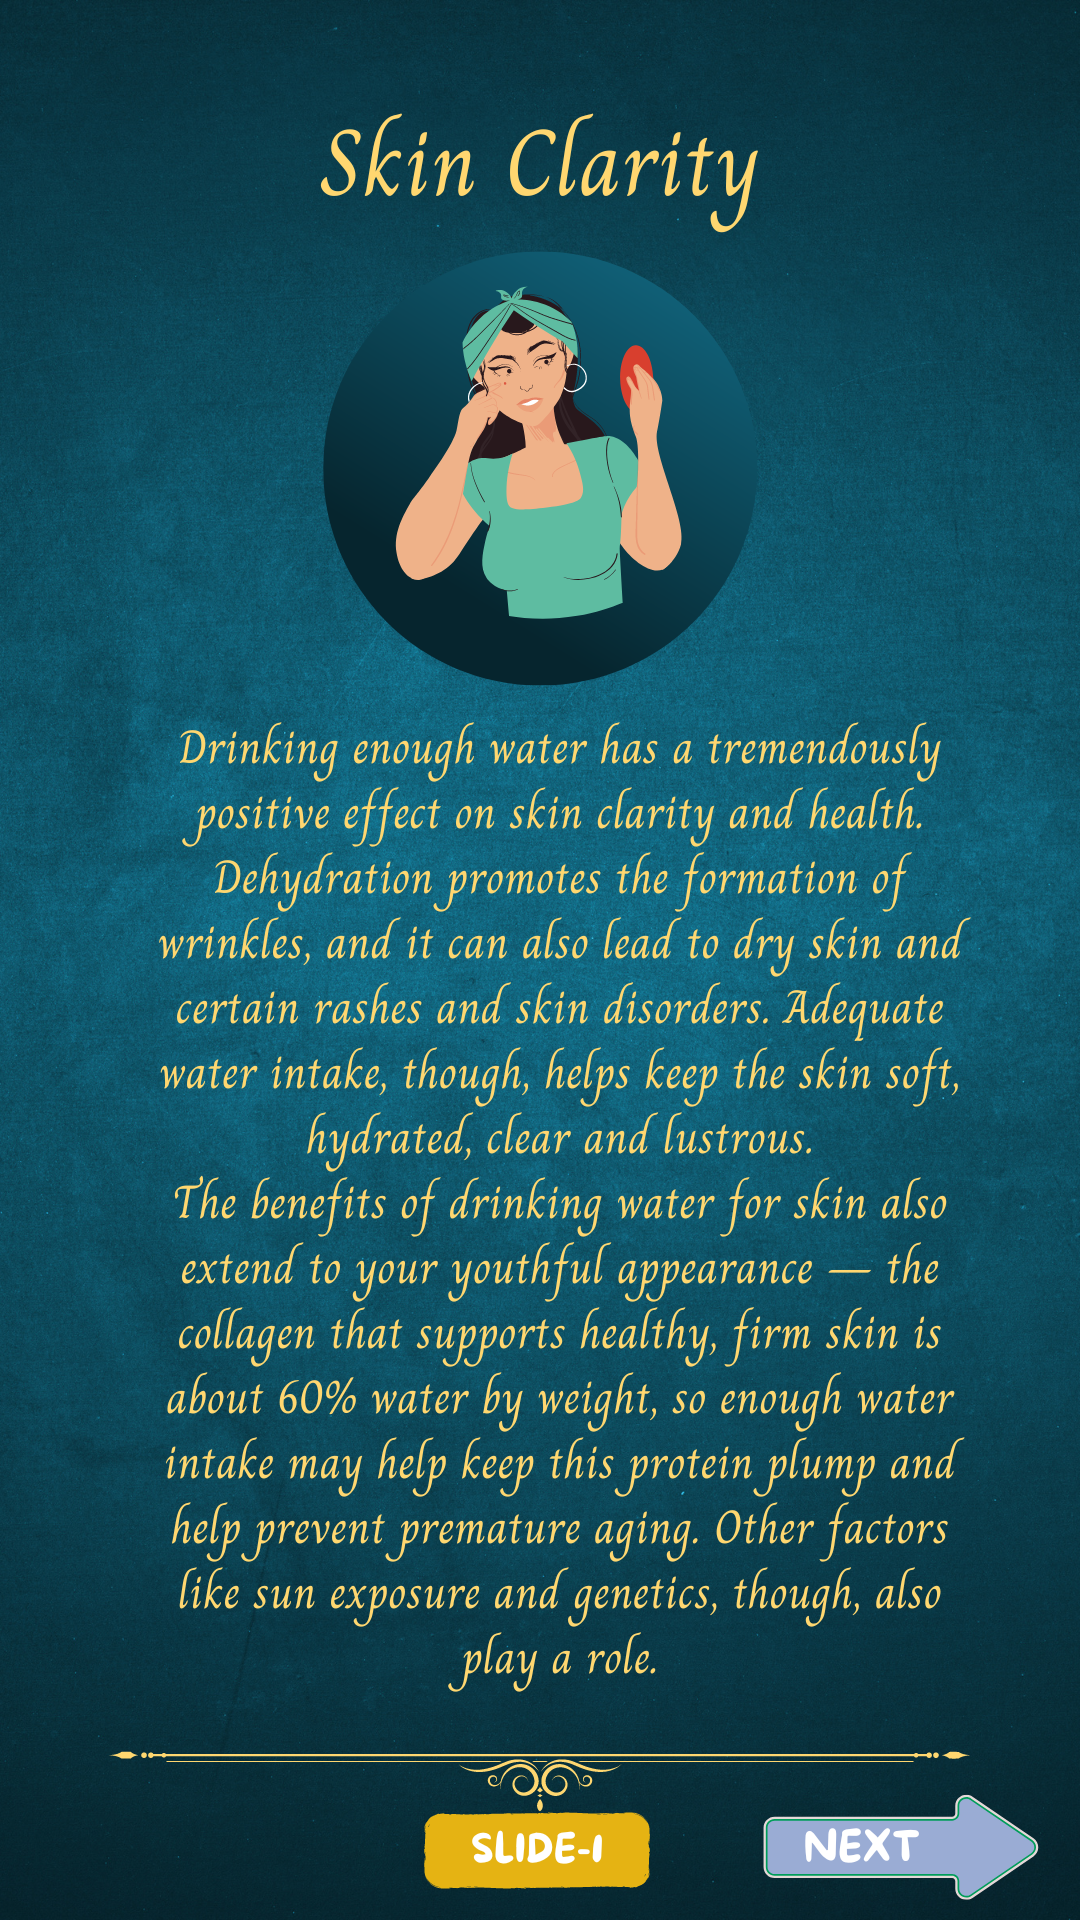 Skin Clarity
Drinking enough water has a tremendously
positive effect on skin clarity and health.
Dehydration promotes the formation of
wrinkles, and it can also lead to dry skin and
certain rashes and skin disorders. Adequate
water intake, though, helps keep the skin soft,
hydrated, clear and lustrous.
The benefits of drinking water for skin also
extend to your youthful appearance — the
collagen that supports healthy, firm skin is
about 60% water by weight, so enough water
intake may help keep this protein plump and
help prevent premature aging. Other factors
like sun exposure and genetics, though, also
play a role.
SLIDE-1
NEXT